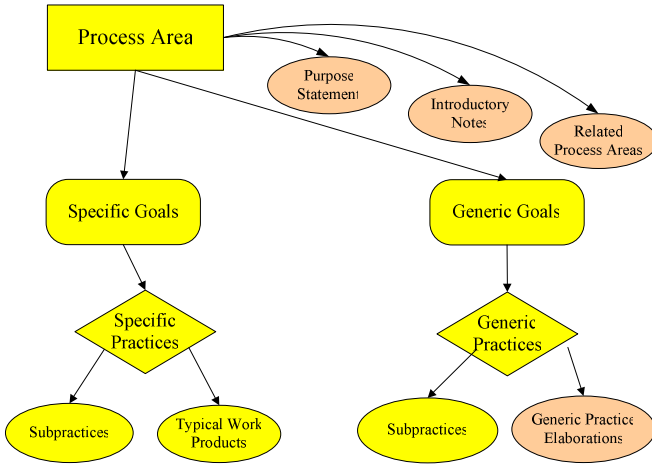 Process Area
Purpose
Statement
Introductory
Notes
Related
Process Areas
Specific Goals
Generic Goals
Specific
Practices
Generic
Practices
Subpractices
Typical Work
Products
Subpractices
Generic Practice
Elaborations